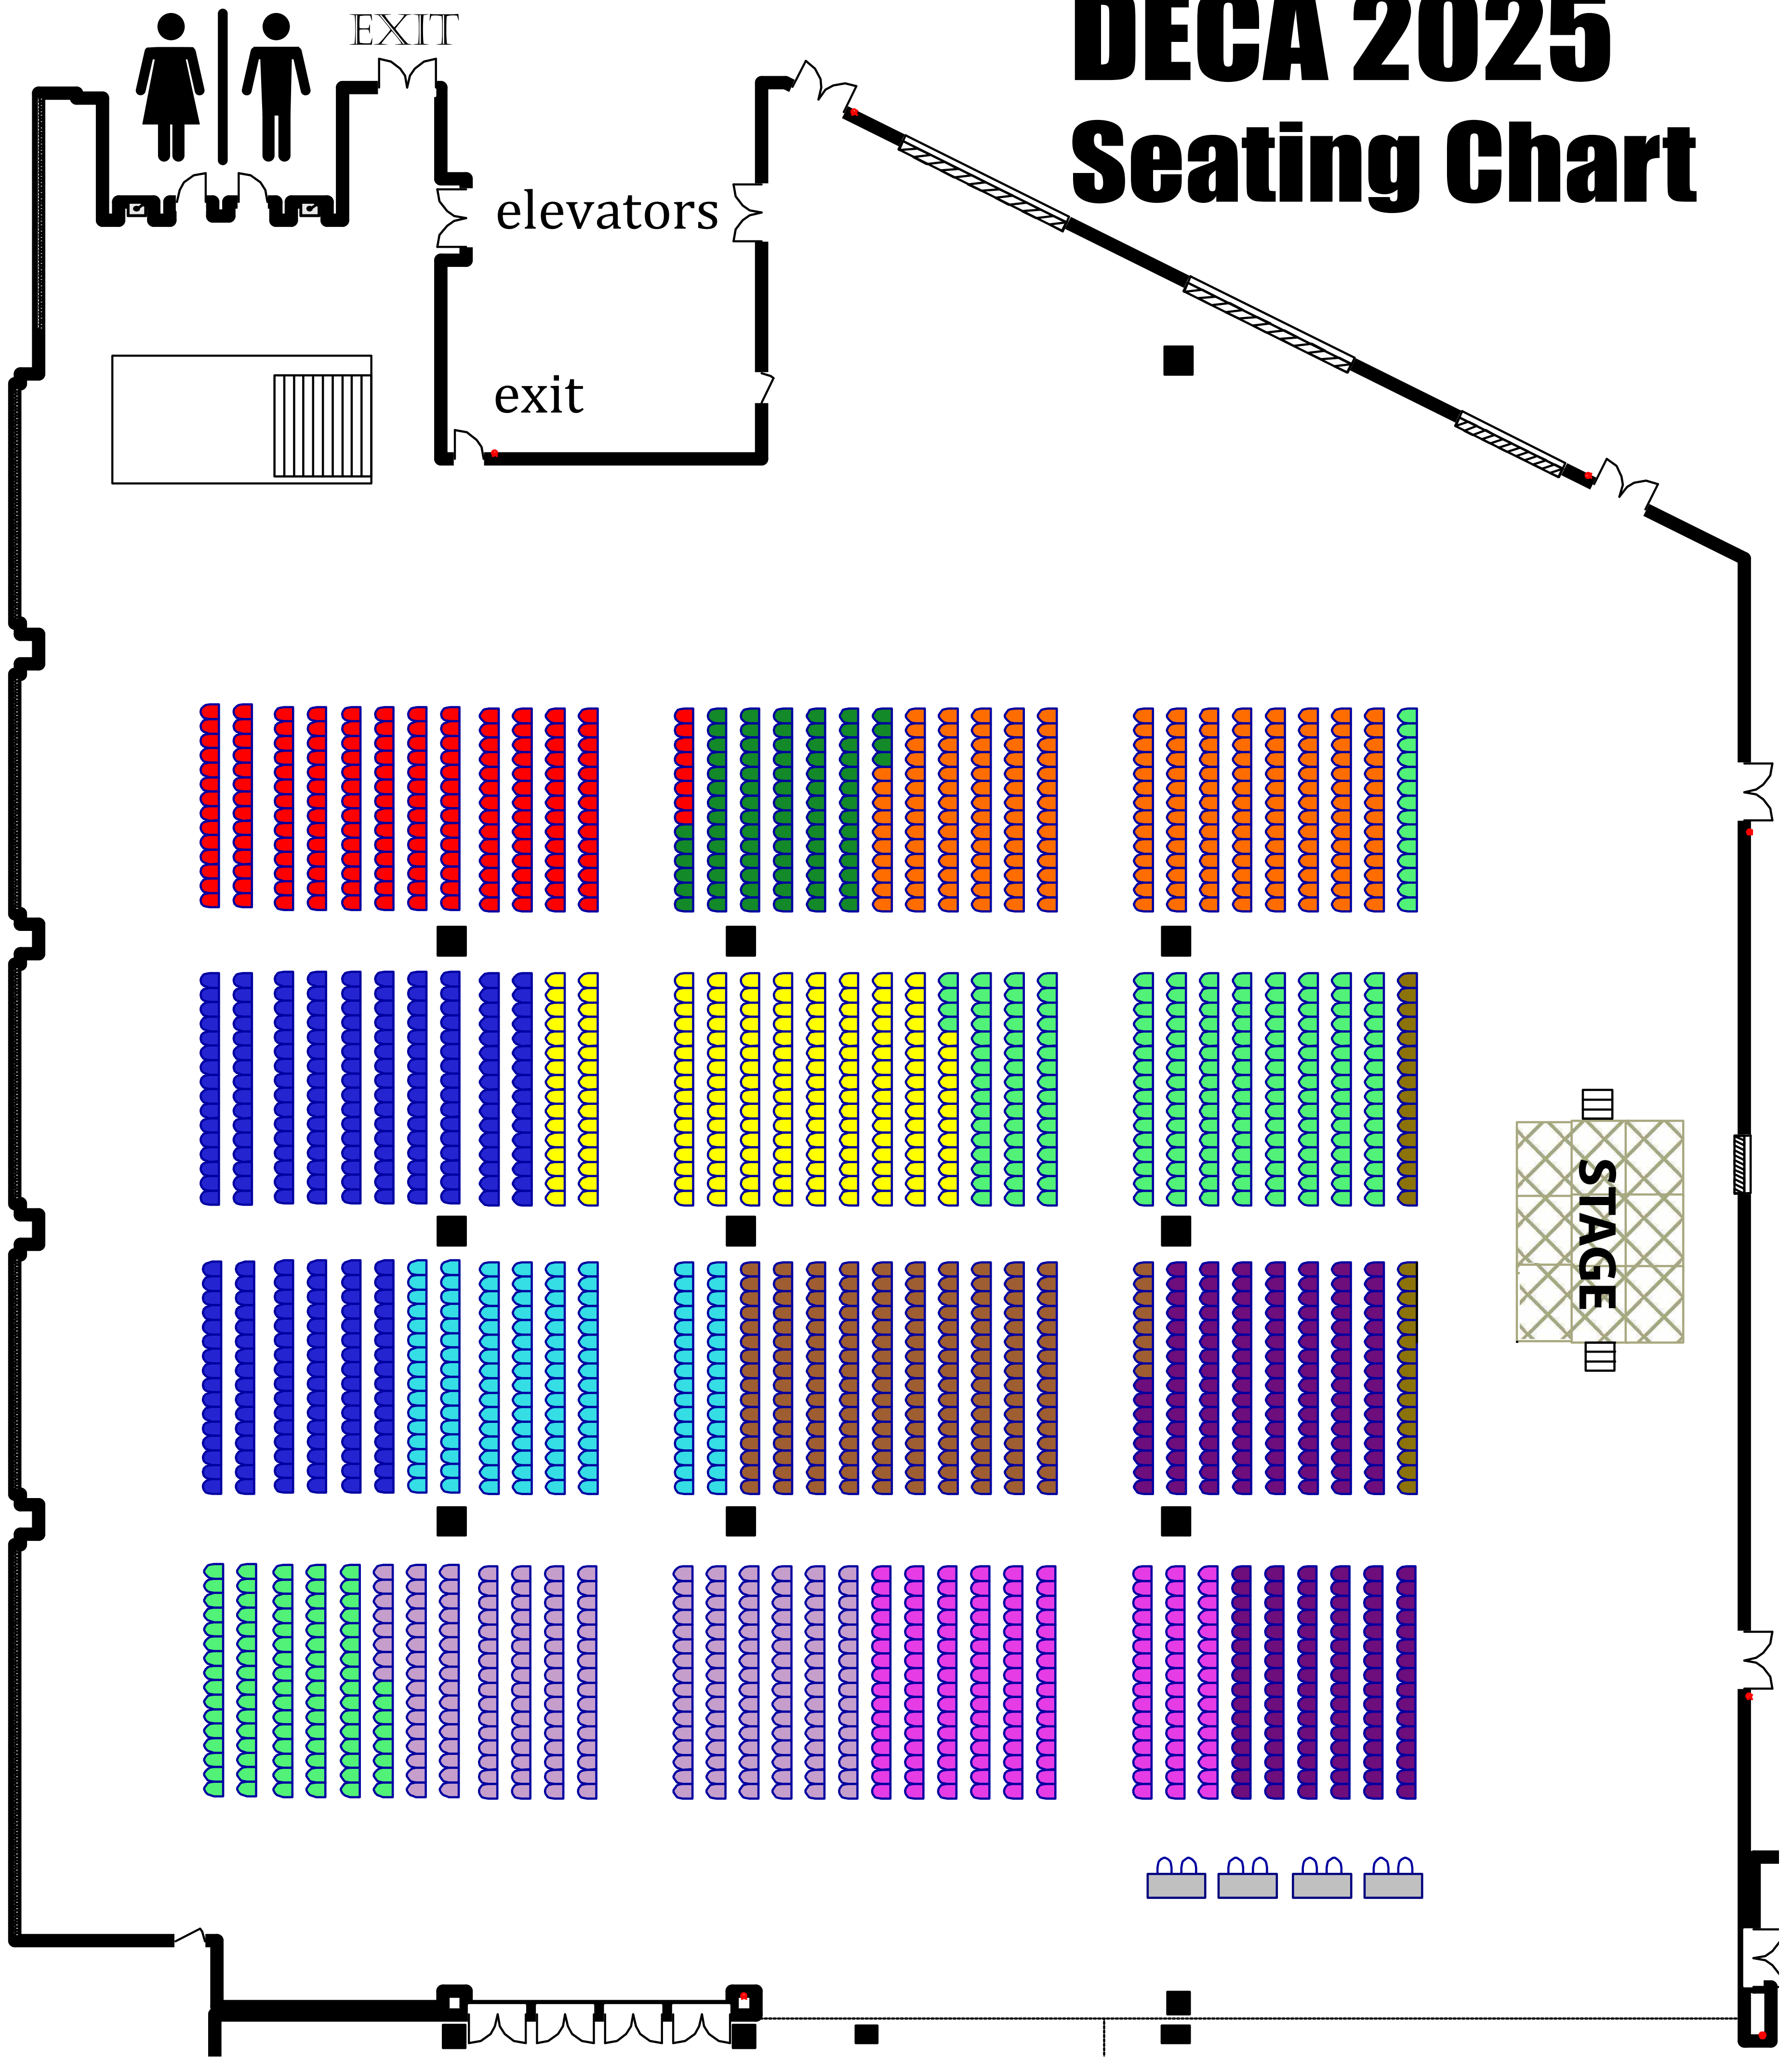 DECA 2025
Seating Chart
EXIT
elevators
exit
STAGE